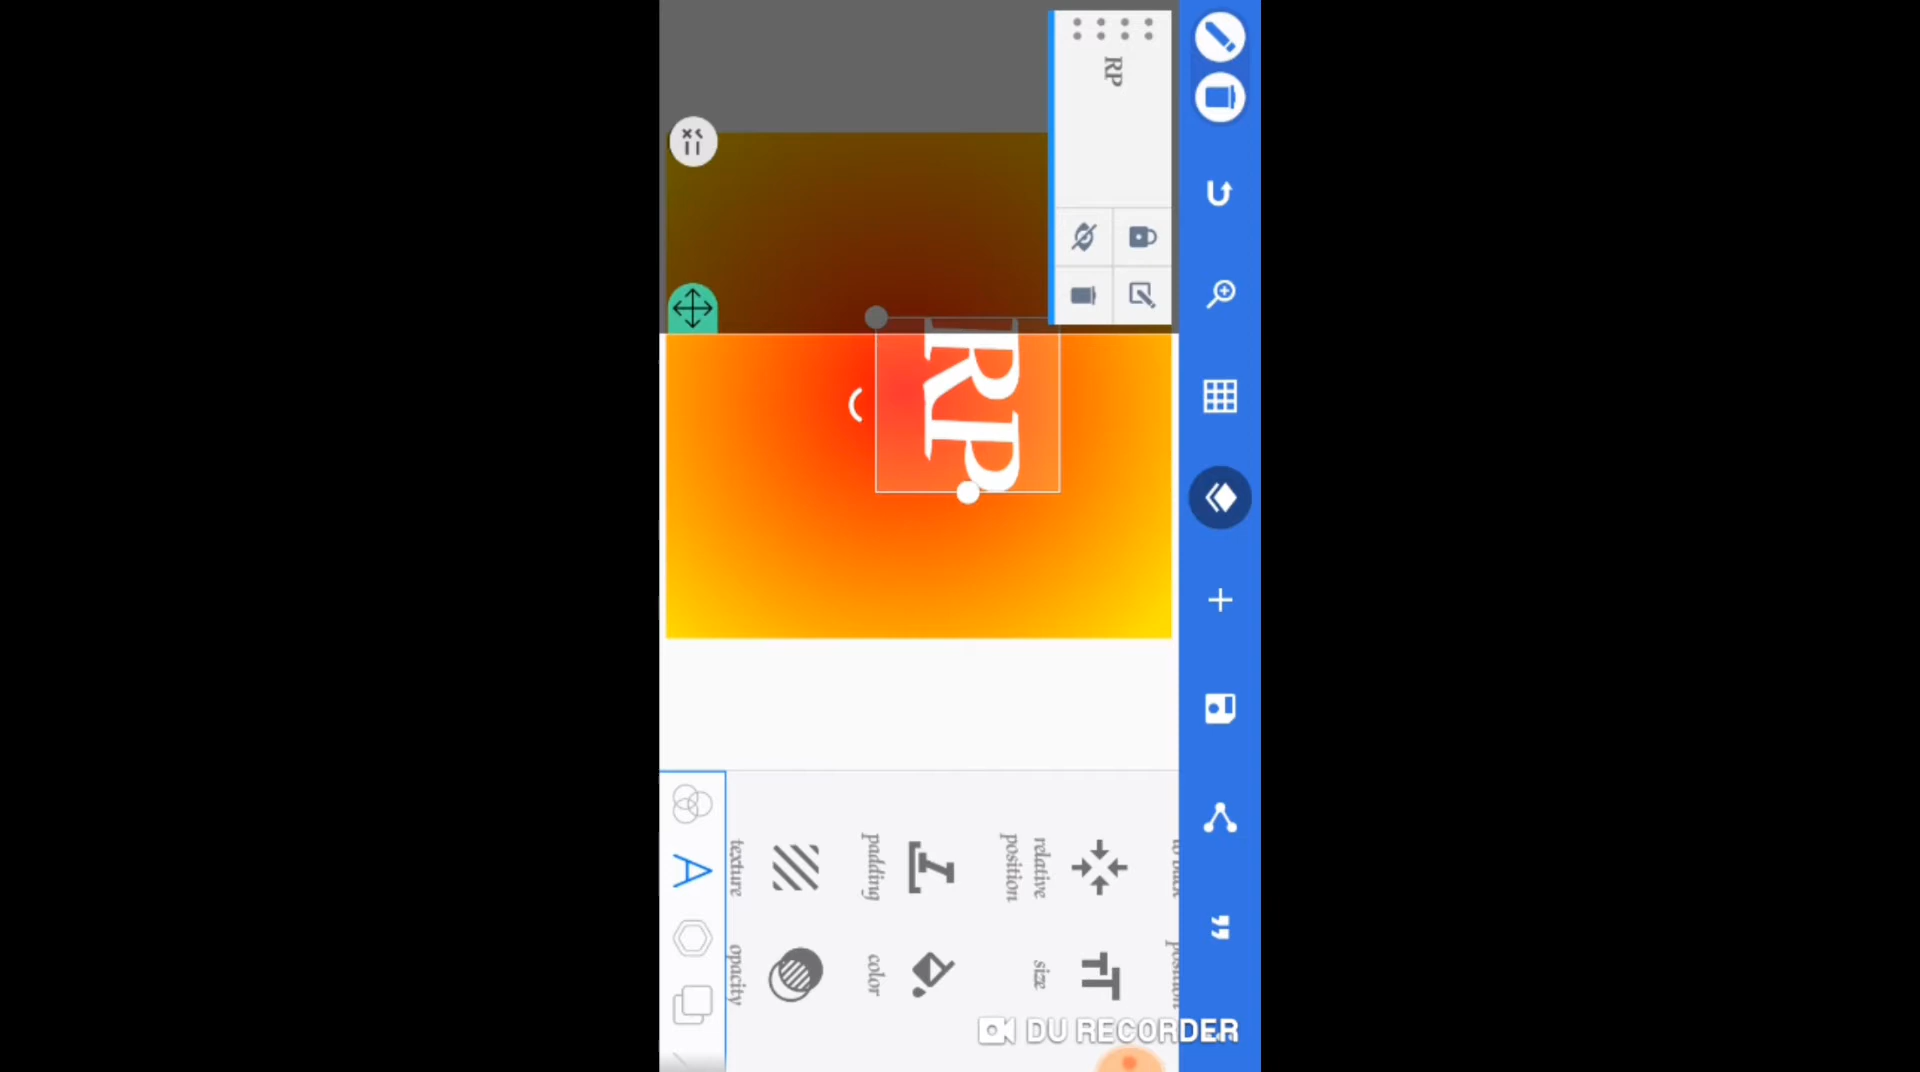 RP
RP
texture
padding
relative
position
opacity
color
size
DU RECORDER